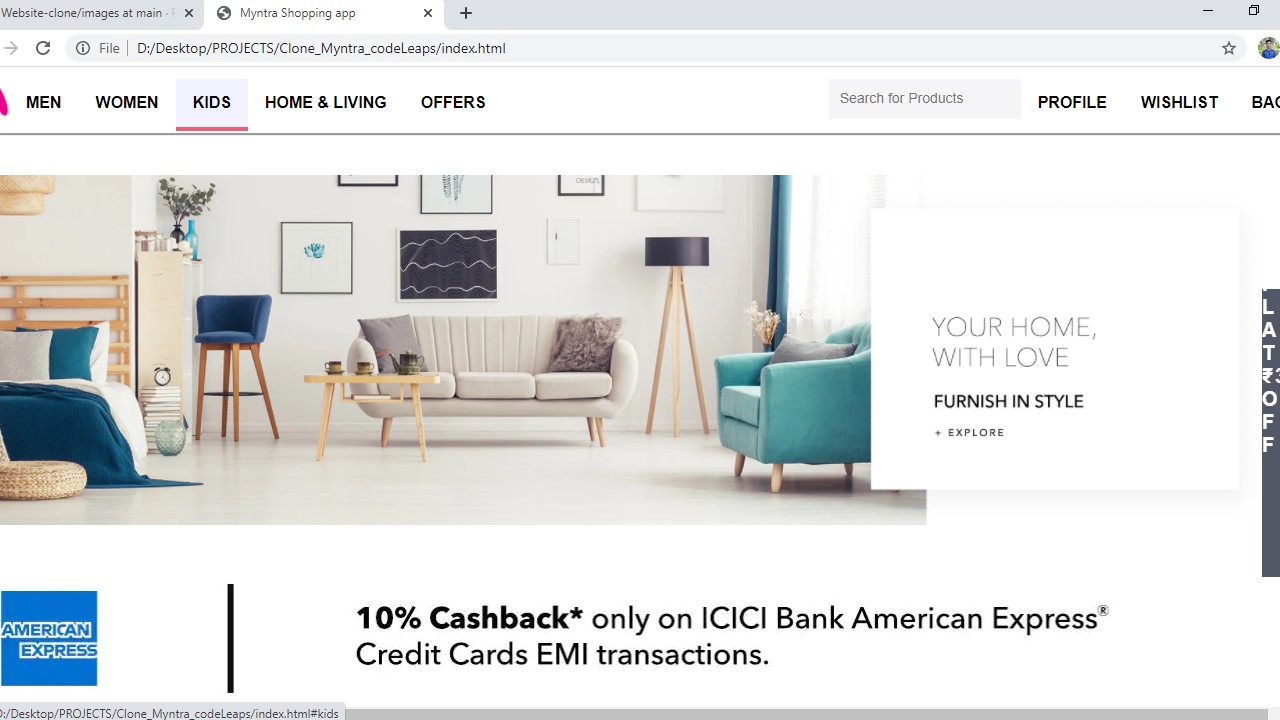 Website-clone/images at main ·
Myntra Shopping app
File
D:/Desktop/PROJECTS/Clone_Myntra_codeLeaps/index.html
MEN
WOMEN
KIDS
HOME & LIVING
OFFERS
Search for Products
PROFILE
WISHLIST
design.
YOUR HOME,
WITH LOVE
FURNISH IN STYLE
+ EXPLORE
L
A
T
₹3
O
F
F
AMERICAN
EXPRESS
10% Cashback* only on ICICI Bank American Express®
Credit Cards EMI transactions.
D:/Desktop/PROJECTS/Clone_Myntra_codeLeaps/index.html#kids